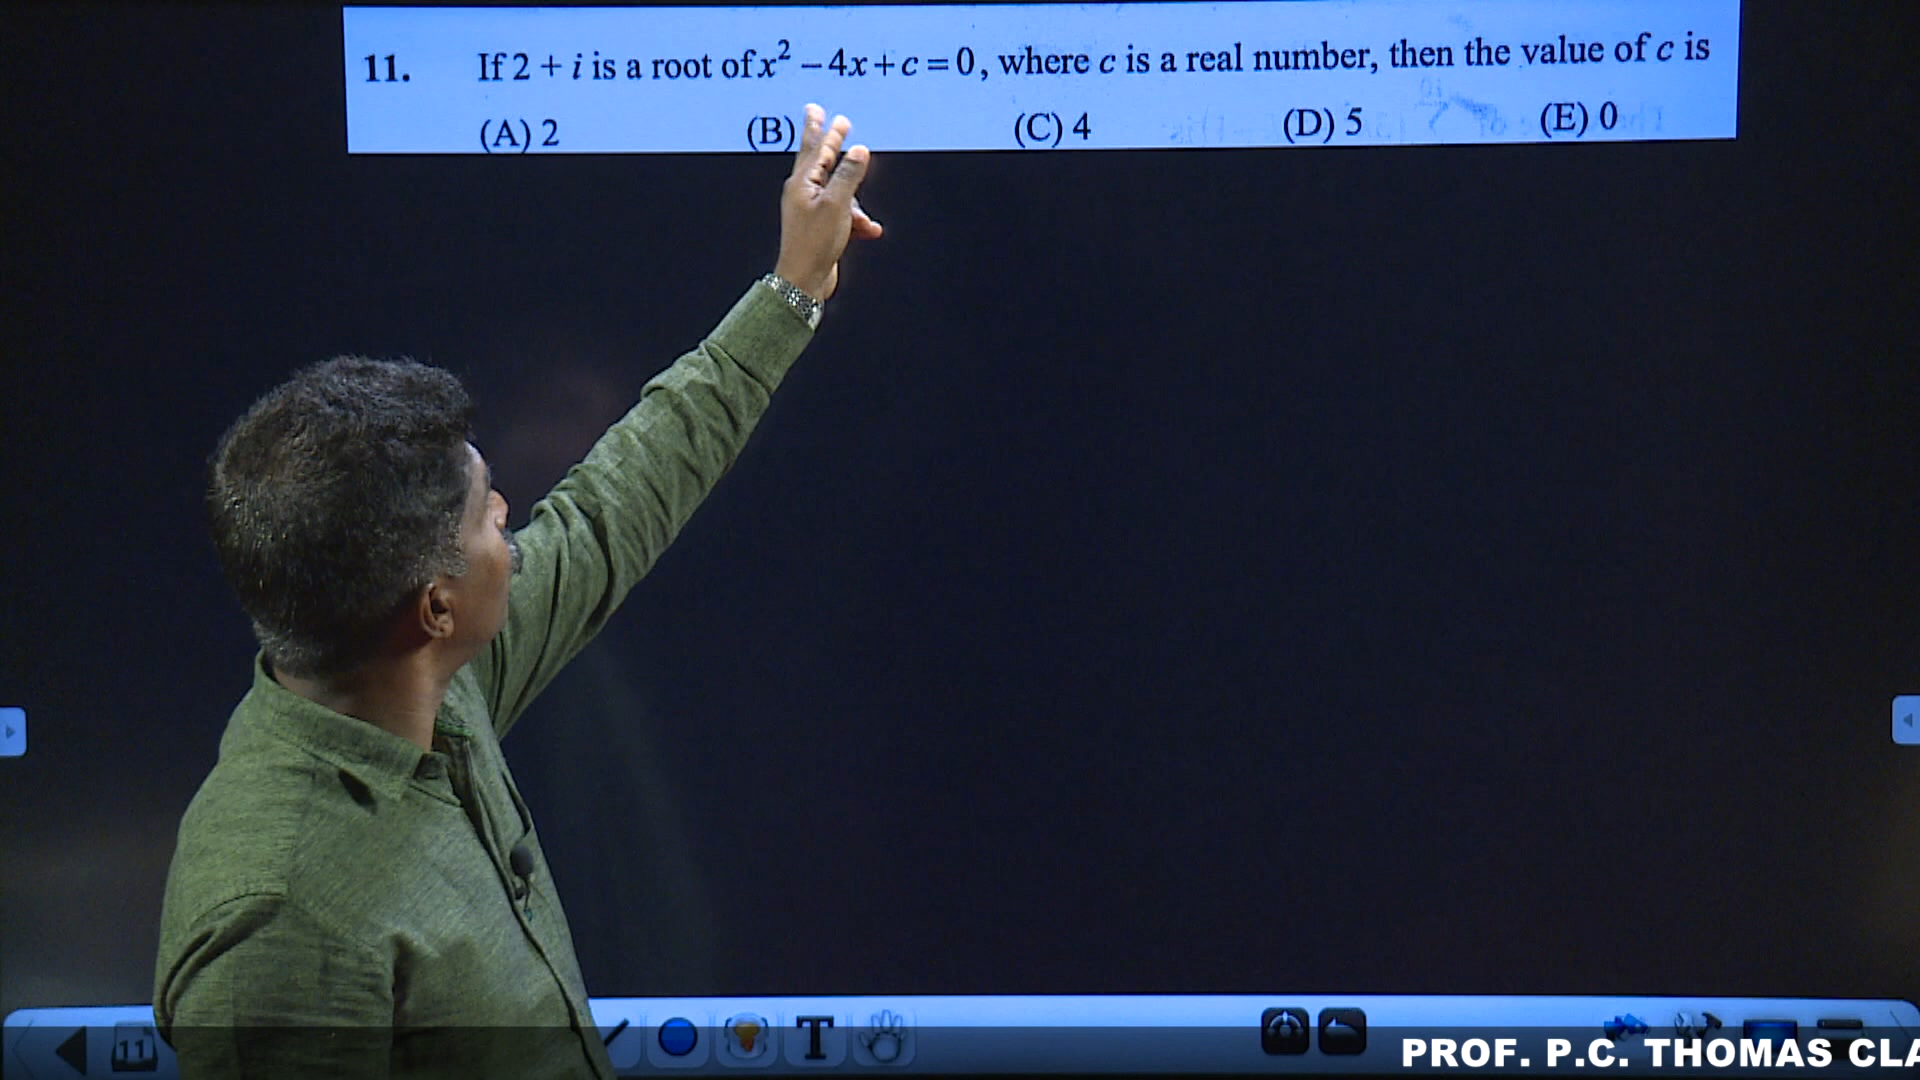 11. If 2 + i is a root of x² – 4x + c = 0, where c is a real number, then the value of c is
(A) 2 (B) (C) 4 (D) 5 (E) 0
11 T
PROF. P.C. THOMAS CLA